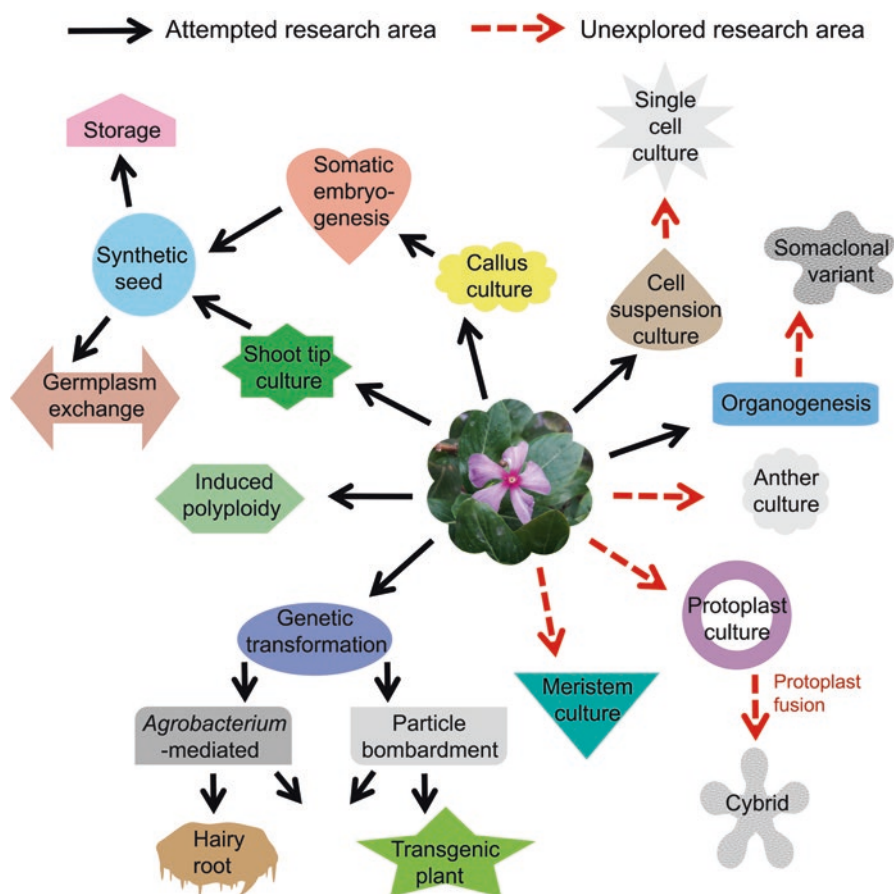 Attempted research area
Unexplored research area
Storage
Synthetic
seed
Germplasm
exchange
Somatic
embryo-
genesis
Shoot tip
culture
Callus
culture
Single
cell
culture
Cell
suspension
culture
Somaclonal
variant
Organogenesis
Anther
culture
Protoplast
culture
Protoplast
fusion
Cybrid
Meristem
culture
Induced
polyploidy
Genetic
transformation
Agrobacterium
-mediated
Particle
bombardment
Hairy
root
Transgenic
plant